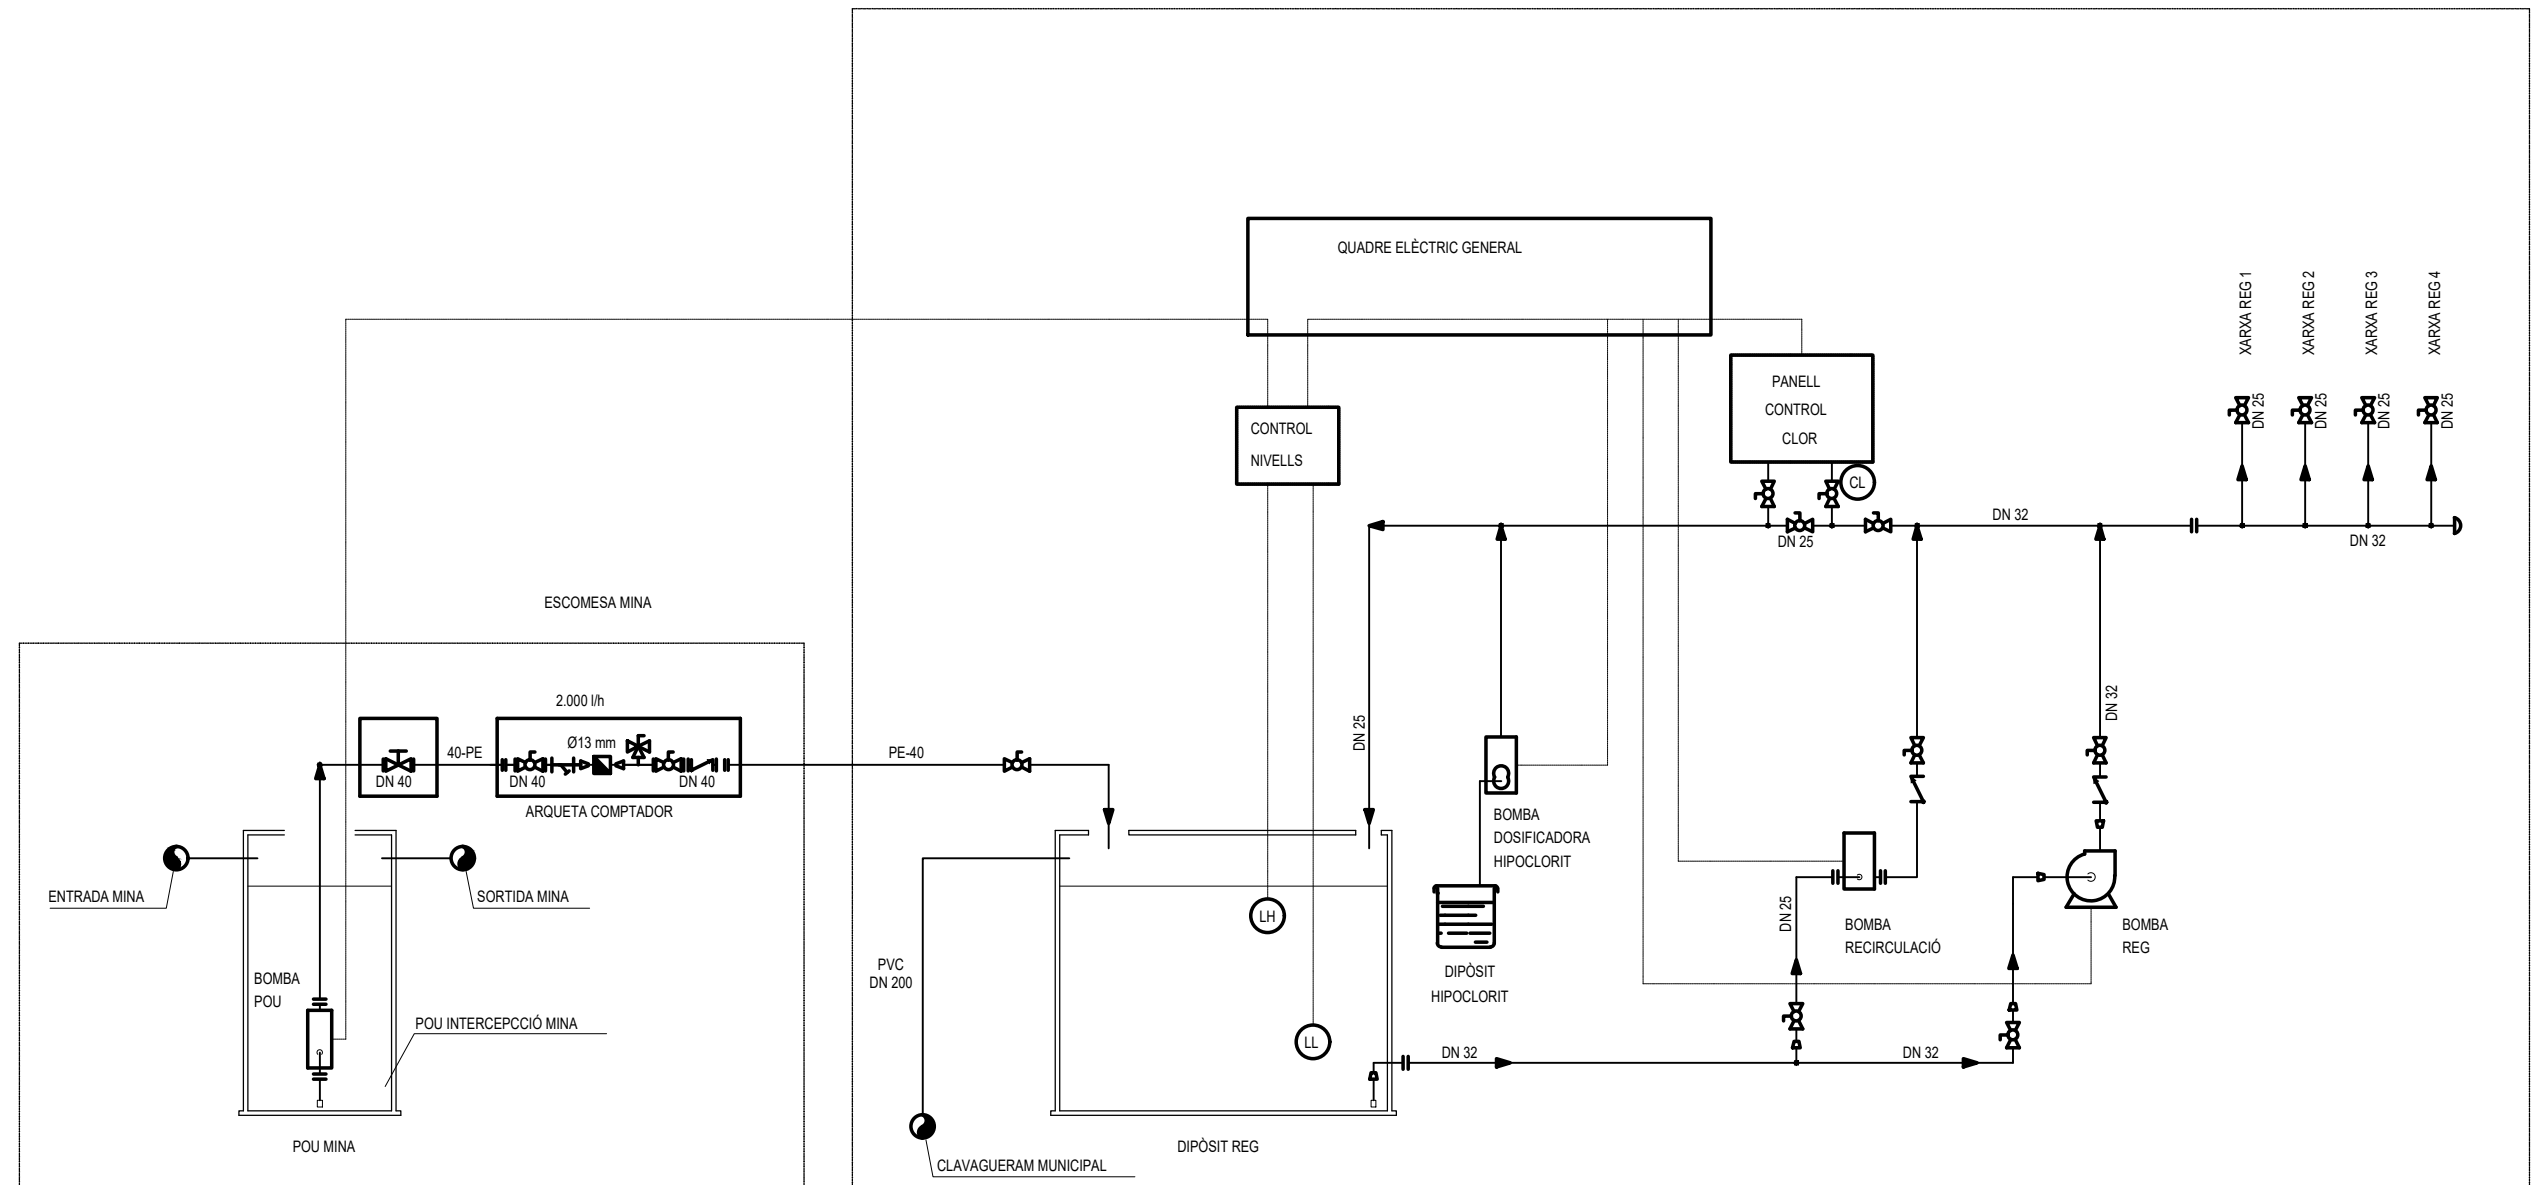 QUADRE ELÈCTRIC GENERAL
XARXA REG 1
XARXA REG 2
XARXA REG 3
XARXA REG 4
PANELL
CONTROL
CLOR
CONTROL
NIVELLS
DN 25
DN 25
DN 25
DN 25
CL
DN 32
DN 25
DN 32
ESCOMESA MINA
2.000 l/h
Ø13 mm
40-PE
DN 40
DN 40
DN 40
ARQUETA COMPTADOR
PE-40
DN 25
DN 32
BOMBA
DOSIFICADORA
HIPOCLORIT
ENTRADA MINA
SORTIDA MINA
LH
DN 25
BOMBA
RECIRCULACIÓ
BOMBA
REG
BOMBA
POU
PVC
DN 200
DIPÒSIT
HIPOCLORIT
POU INTERCEPCCIÓ MINA
LL
DN 32
DN 32
POU MINA
DIPÒSIT REG
CLAVAGUERAM MUNICIPAL